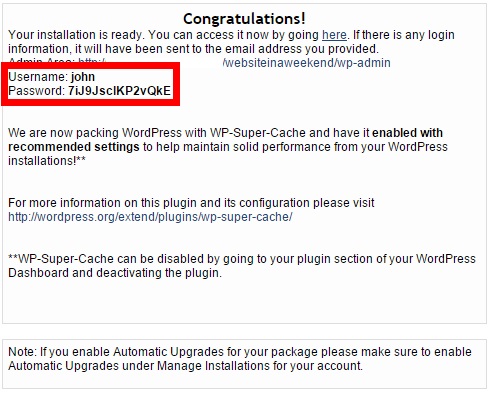 Congratulations!
Your installation is ready. You can access it now by going here. If there is any login
information, it will have been sent to the email address you provided.
Admin Area: http:/ /websiteinaweekend/wp-admin
Username: john
Password: 7iJ9JsclKP2vQkE
We are now packing WordPress with WP-Super-Cache and have it enabled with
recommended settings to help maintain solid performance from your WordPress
installations!**
For more information on this plugin and its configuration please visit
http://wordpress.org/extend/plugins/wp-super-cache/
**WP-Super-Cache can be disabled by going to your plugin section of your WordPress
Dashboard and deactivating the plugin.
Note: If you enable Automatic Upgrades for your package please make sure to enable
Automatic Upgrades under Manage Installations for your account.